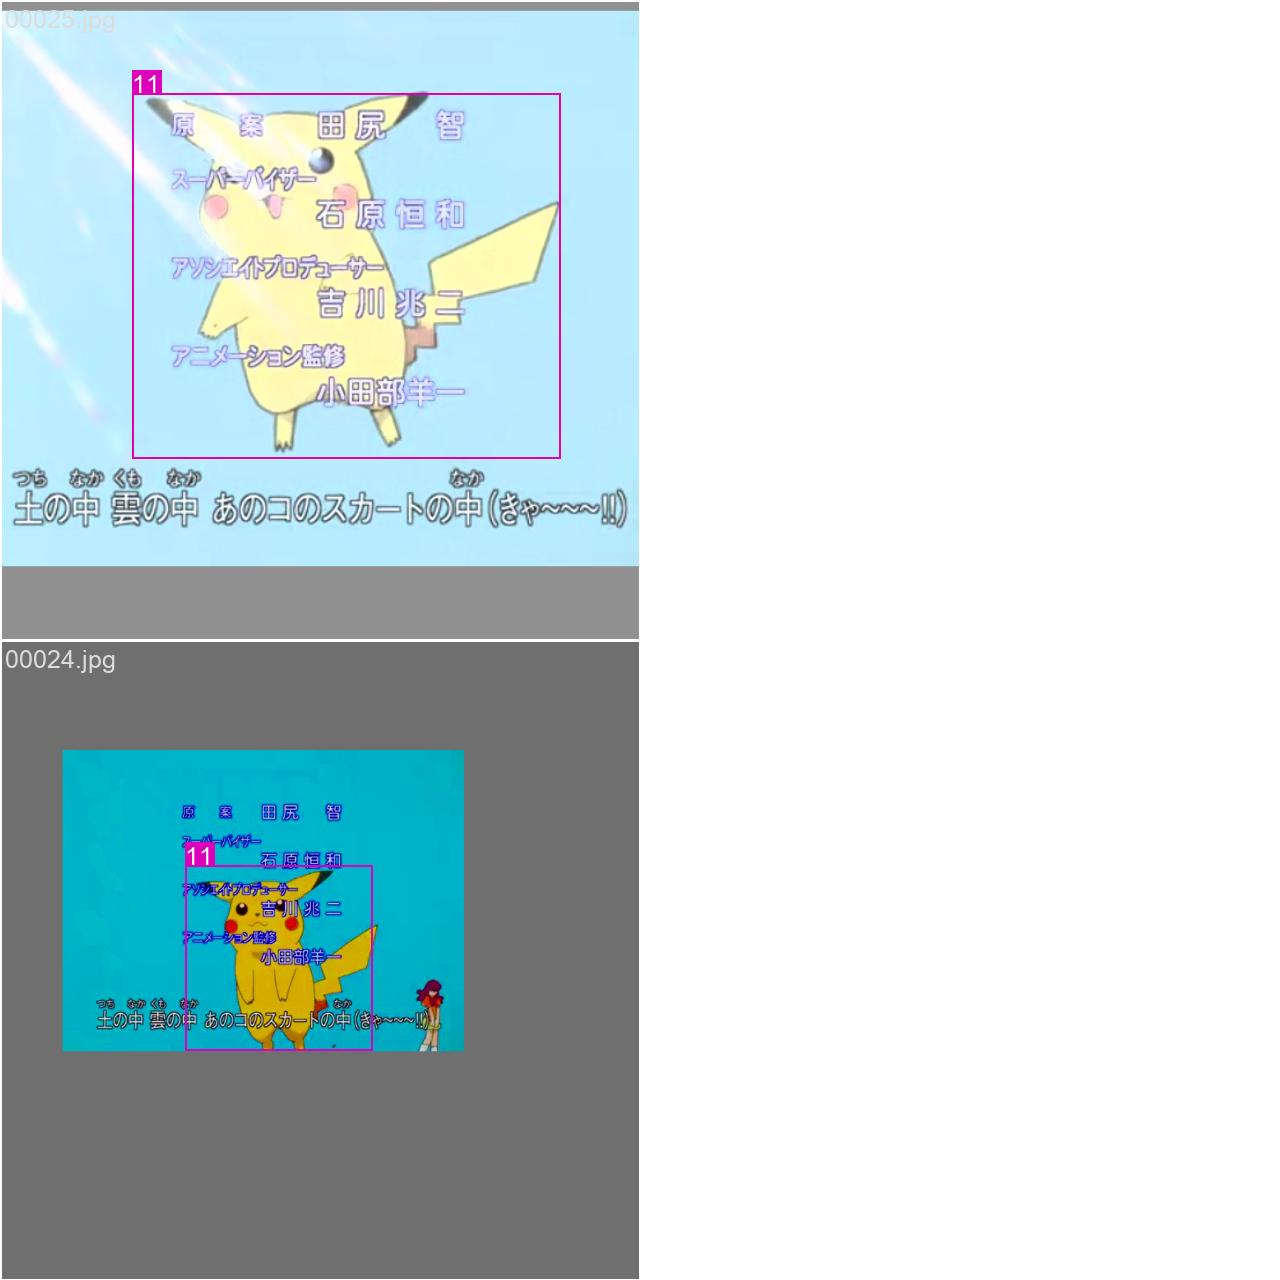 00025.jpg
11
原 案 田尻 智
スーパーバイザー
石原恒和
アソシエイトプロデューサー
吉川兆二
アニメーション監修
小田部羊一
つち なか くも なか なか
土の中 雲の中 あのコのスカートの中(きゃ〜〜〜!!)
00024.jpg
原 案 田尻 智
スーパーバイザー
11
石原恒和
アソシエイトプロデューサー
吉川兆二
アニメーション監修
小田部羊一
つち なか くも なか なか
土の中 雲の中 あのコのスカートの中(きゃ〜〜〜!!)